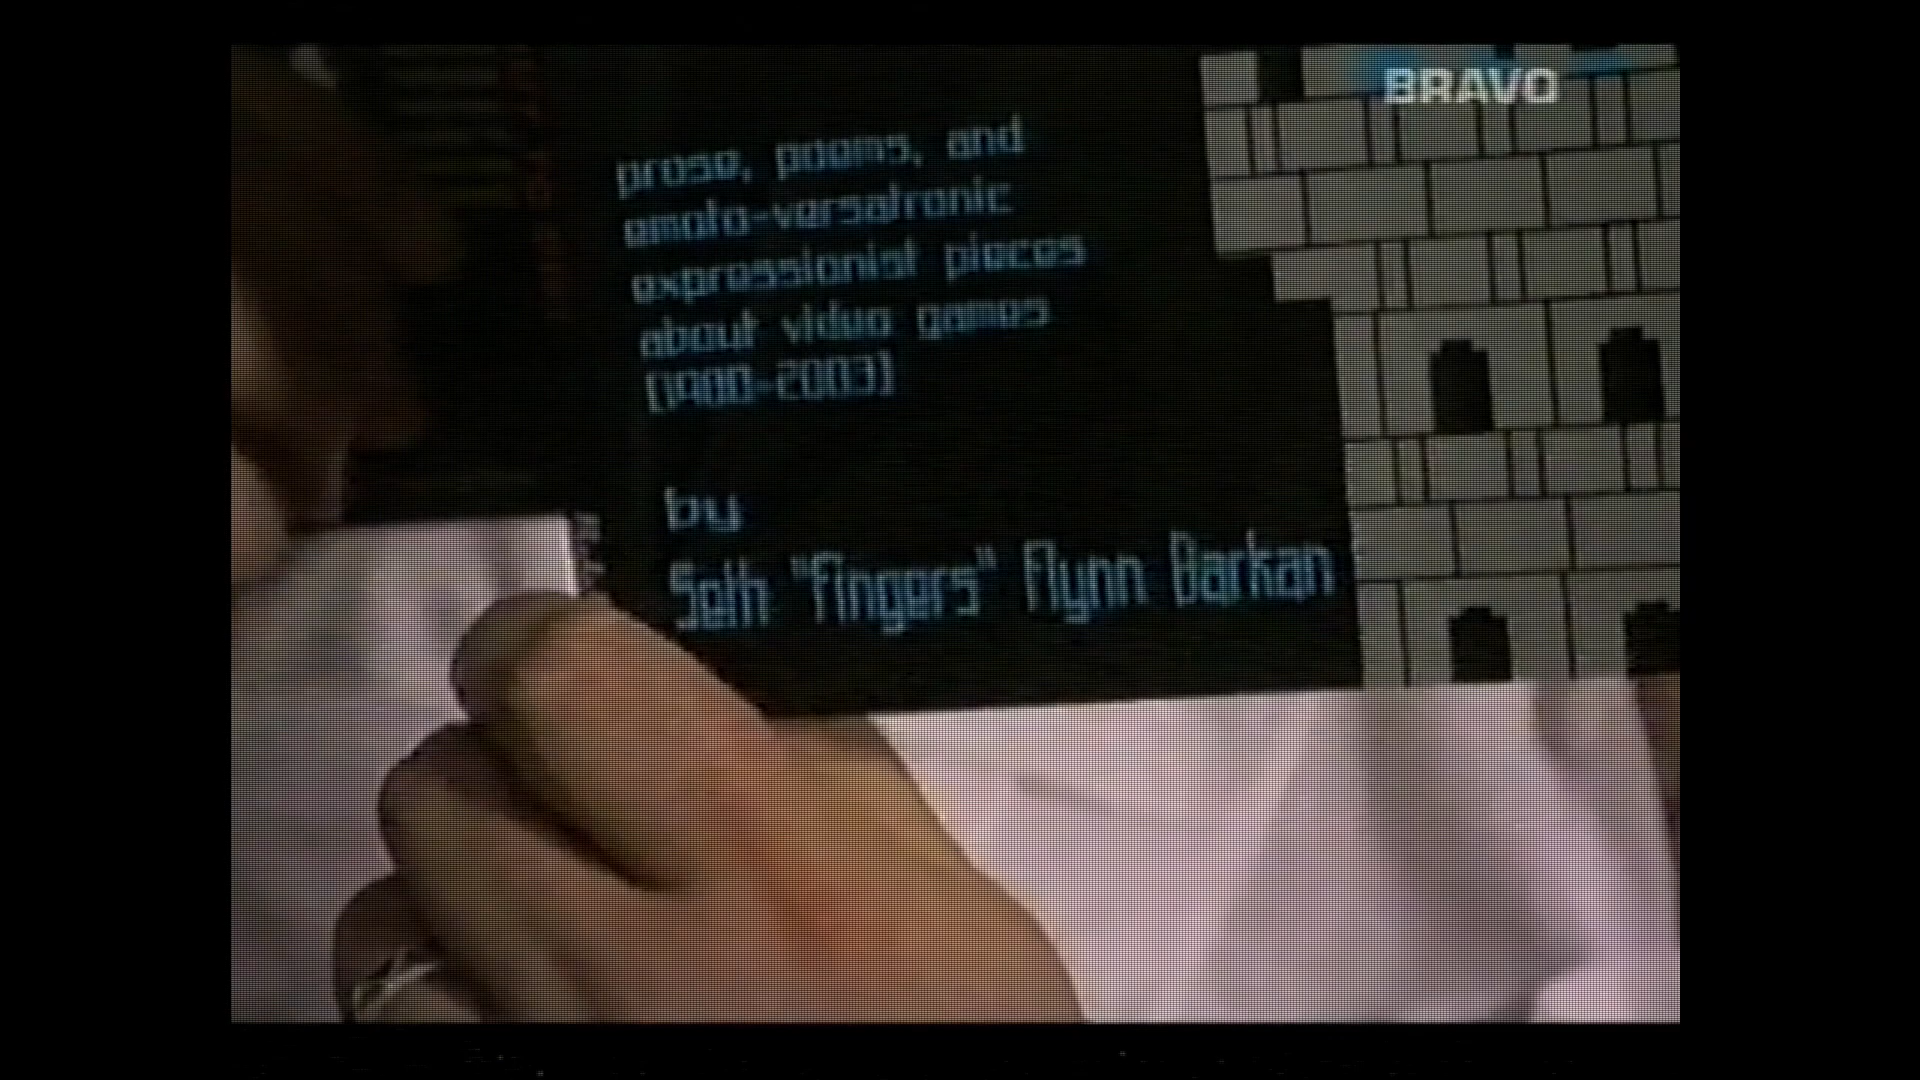 BRAVO
prose, poems, and
emoto-versatronic
expressionist pieces
about video games
[1980-2003]
by
Seth "fingers" Flynn Barkan